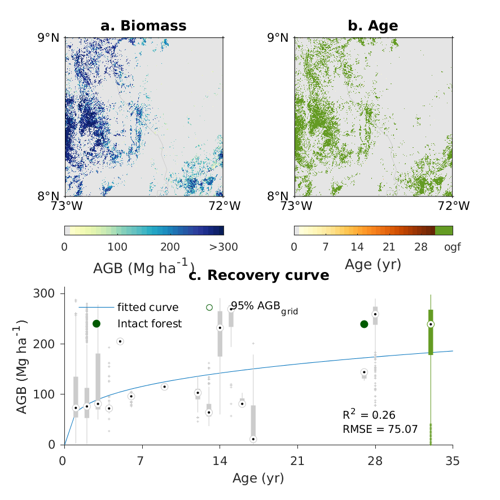 a. Biomass
b. Age
9°N
8°N
73°W
72°W
9°N
8°N
73°W
72°W
0 100 200 >300
AGB (Mg ha-1)
0 7 14 21 28 ogf
Age (yr)
c. Recovery curve
300
200
100
0
AGB (Mg ha-1)
fitted curve
95% AGBgrid
Intact forest
R2 = 0.26
RMSE = 75.07
0 7 14 21 28 35
Age (yr)